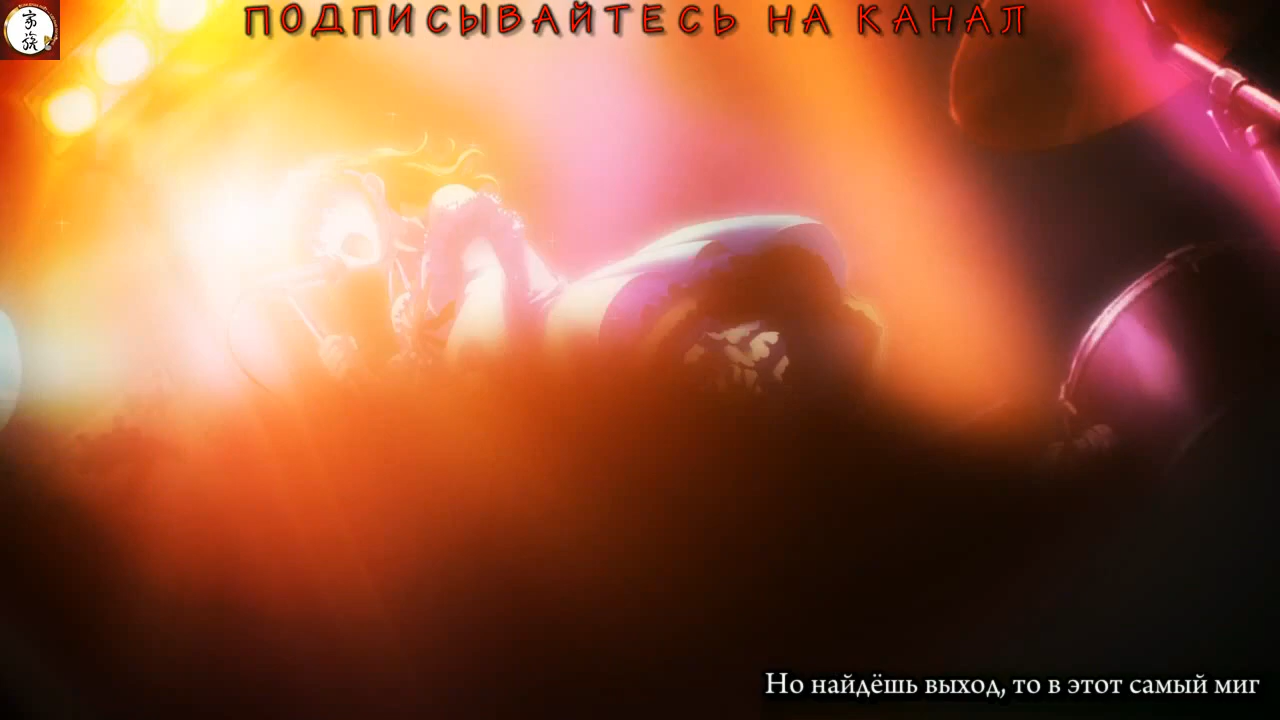 ПОДПИСЫВАЙТЕСЬ НА КАНАЛ
Но найдёшь выход, то в этот самый миг